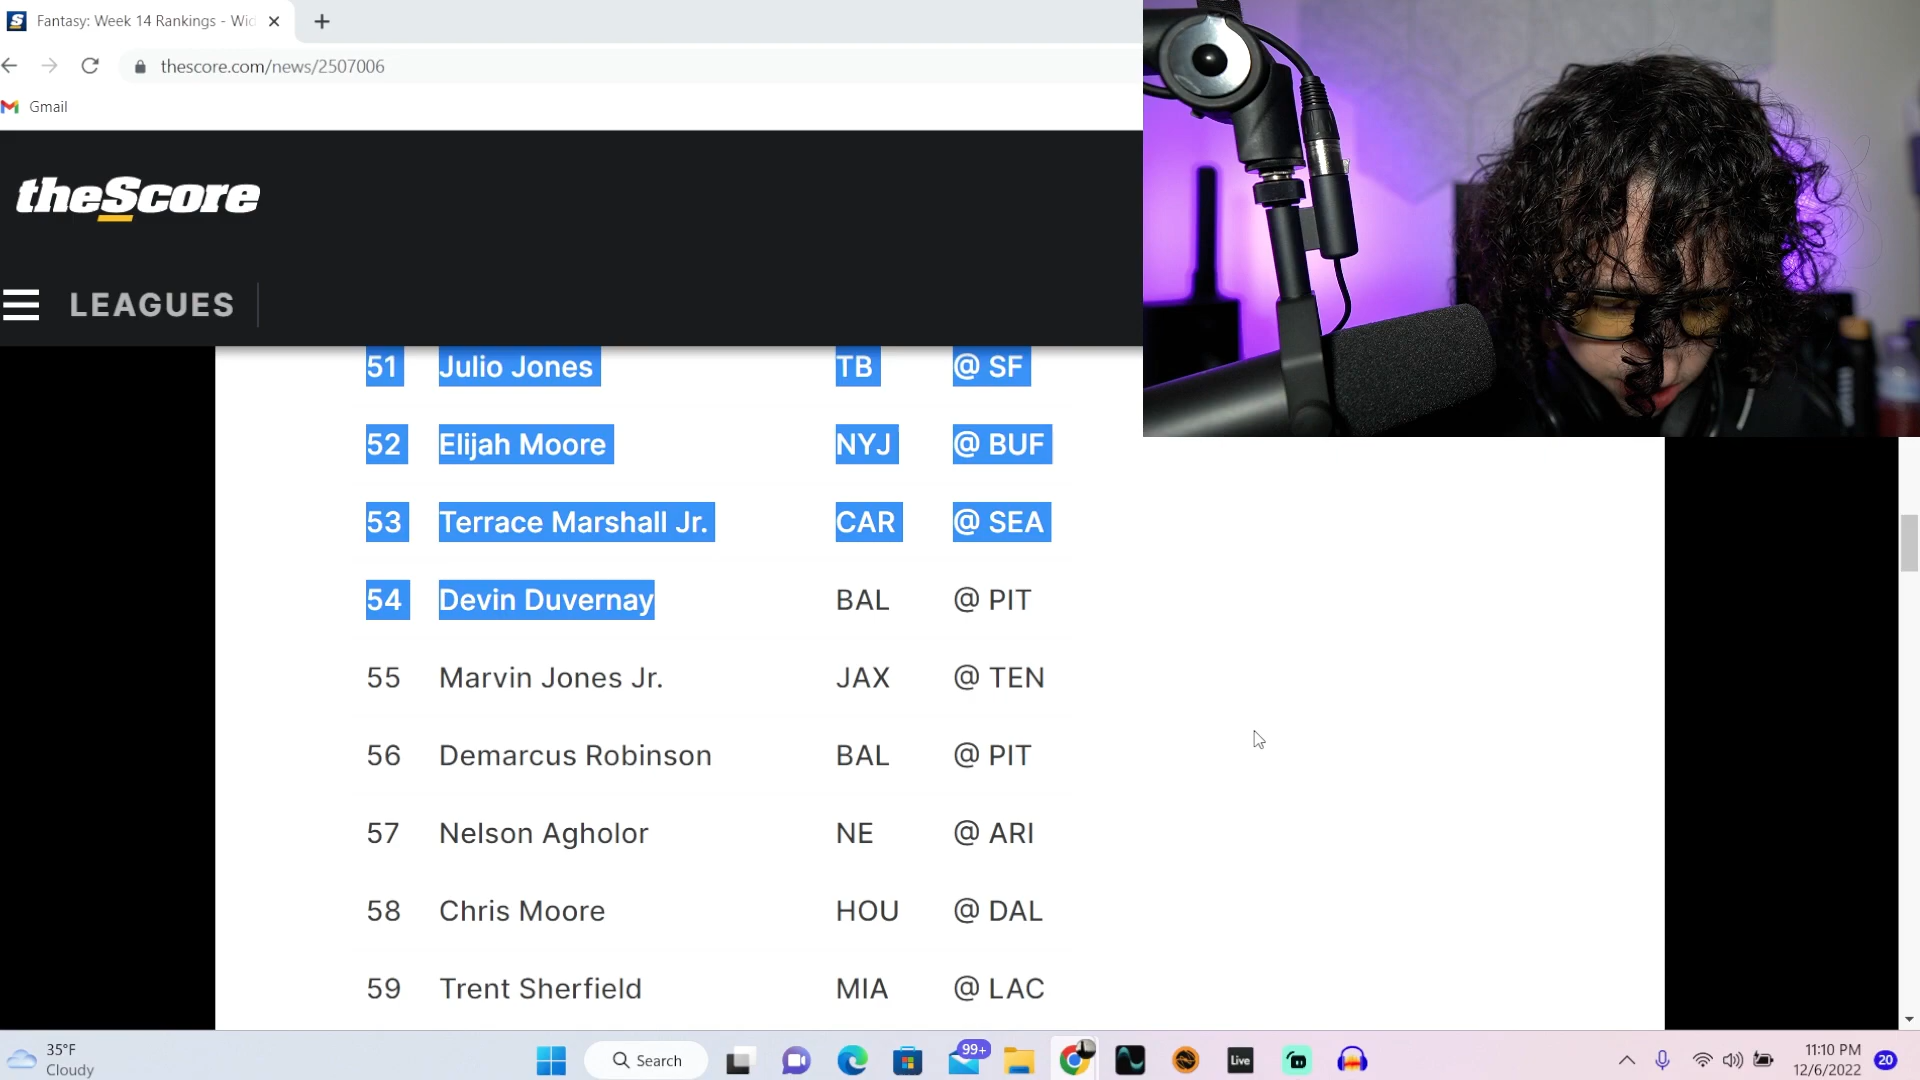 Fantasy: Week 14 Rankings - Wid
thescore.com/news/2507006
Gmail
theScore
LEAGUES
51 Julio Jones TB @ SF
52 Elijah Moore NYJ @ BUF
53 Terrace Marshall Jr. CAR @ SEA
54 Devin Duvernay BAL @ PIT
55 Marvin Jones Jr. JAX @ TEN
56 Demarcus Robinson BAL @ PIT
57 Nelson Agholor NE @ ARI
58 Chris Moore HOU @ DAL
59 Trent Sherfield MIA @ LAC
35°F
Cloudy
Search
99+
Live
11:10 PM
12/6/2022
20